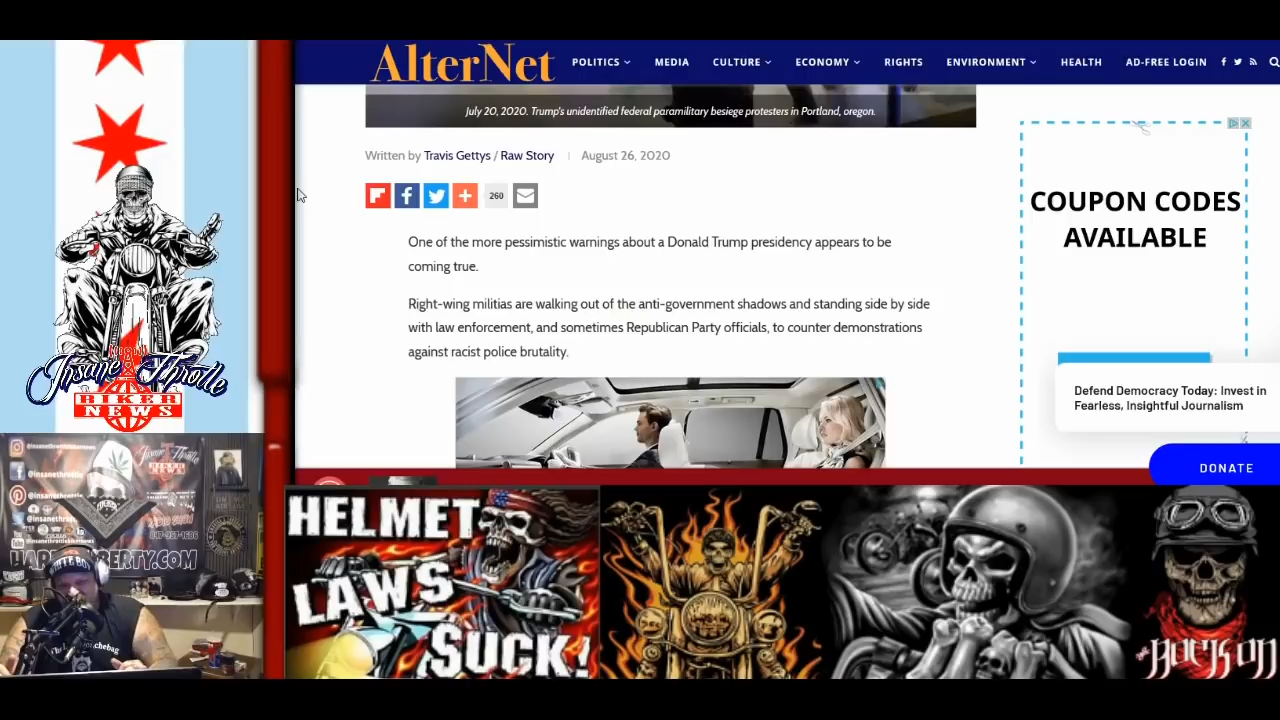 AlterNet
POLITICS
MEDIA
CULTURE
ECONOMY
RIGHTS
ENVIRONMENT
HEALTH
AD-FREE LOGIN
July 20, 2020. Trump's unidentified federal paramilitary besiege protesters in Portland, oregon.
Written by Travis Gettys / Raw Story
August 26, 2020
260
One of the more pessimistic warnings about a Donald Trump presidency appears to be
coming true.
Right-wing militias are walking out of the anti-government shadows and standing side by side
with law enforcement, and sometimes Republican Party officials, to counter demonstrations
against racist police brutality.
COUPON CODES
AVAILABLE
Defend Democracy Today: Invest in
Fearless, Insightful Journalism
DONATE
Insane Throttle
BIKER
NEWS
HELMET
LAWS
SUCK!
ROCK ON